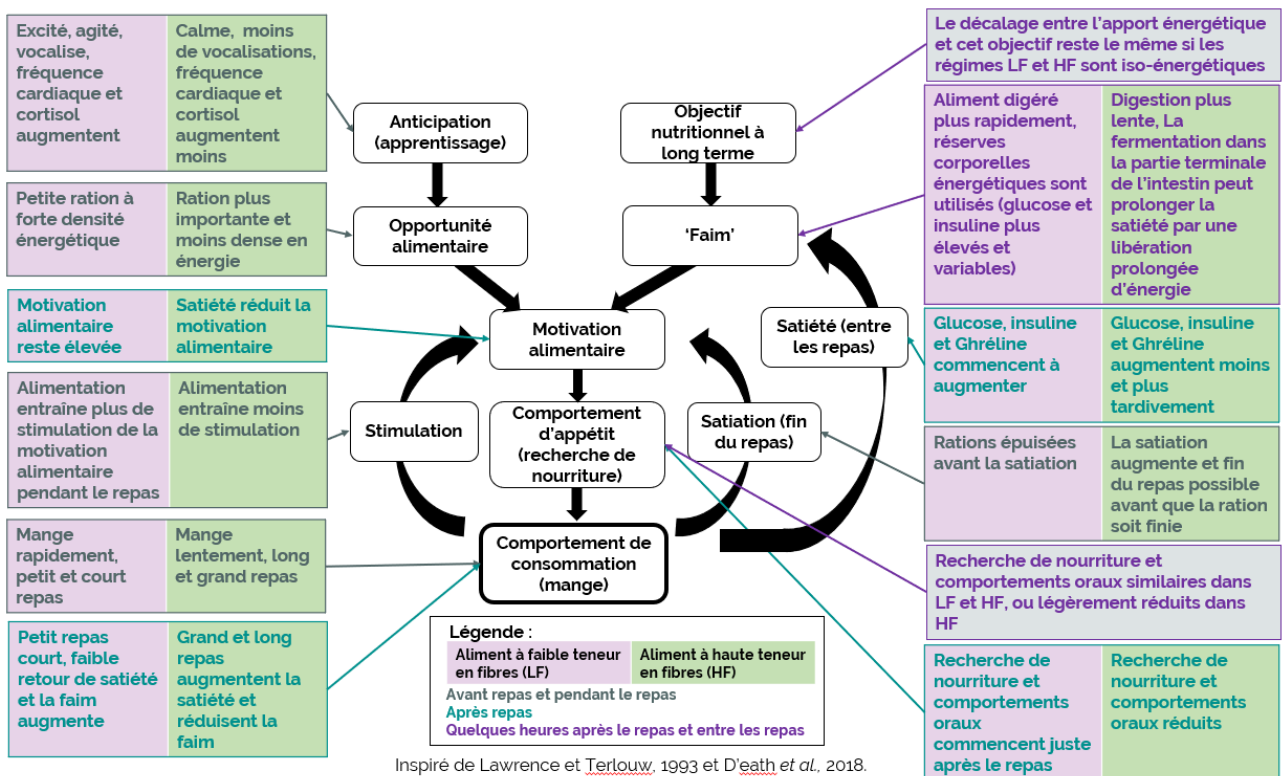 Excité, agité,
vocalise,
fréquence
cardiaque et
cortisol
augmentent
Calme, moins
de vocalisations,
fréquence
cardiaque et
cortisol
augmentent
moins
Petite ration à
forte densité
énergétique
Ration plus
importante et
moins dense en
énergie
Motivation
alimentaire
reste élevée
Satiété réduit la
motivation
alimentaire
Alimentation
entraîne plus de
stimulation de la
motivation
alimentaire
pendant le repas
Alimentation
entraîne moins
de stimulation
Mange
rapidement,
petit et court
repas
Mange
lentement, long
et grand repas
Petit repas
court, faible
retour de satiété
et la faim
augmente
Grand et long
repas
augmentent la
satiété et
réduisent la
faim
Anticipation
(apprentissage)
Objectif
nutritionnel à
long terme
Opportunité
alimentaire
‘Faim’
Motivation
alimentaire
Satiété (entre
les repas)
Stimulation
Comportement
d’appétit
(recherche de
nourriture)
Satiation (fin
du repas)
Comportement de
consommation
(mange)
Légende :
Aliment à faible teneur
en fibres (LF)
Aliment à haute teneur
en fibres (HF)
Avant repas et pendant le repas
Après repas
Quelques heures après le repas et entre les repas
Inspiré de Lawrence et Terlouw, 1993 et D’eath et al., 2018.
Le décalage entre l’apport énergétique
et cet objectif reste le même si les
régimes LF et HF sont iso-énergétiques
Aliment digéré
plus rapidement,
réserves
corporelles
énergétiques sont
utilisés (glucose et
insuline plus
élevés et
variables)
Digestion plus
lente, La
fermentation dans
la partie terminale
de l’intestin peut
prolonger la
satiété par une
libération
prolongée
d’énergie
Glucose, insuline
et Ghréline
commencent à
augmenter
Glucose, insuline
et Ghréline
augmentent moins
et plus
tardivement
Rations épuisées
avant la satiation
La satiation
augmente et fin
du repas possible
avant que la ration
soit finie
Recherche de nourriture et
comportements oraux similaires dans
LF et HF, ou légèrement réduits dans
HF
Recherche de
nourriture et
comportements
oraux
commencent juste
après le repas
Recherche de
nourriture et
comportements
oraux réduits